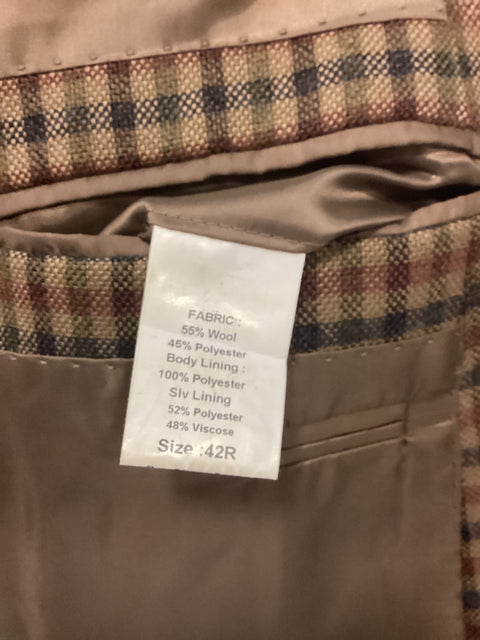 FABRIC :
55% Wool
45% Polyester
Body Lining :
100% Polyester
Slv Lining
52% Polyester
48% Viscose
Size :42R